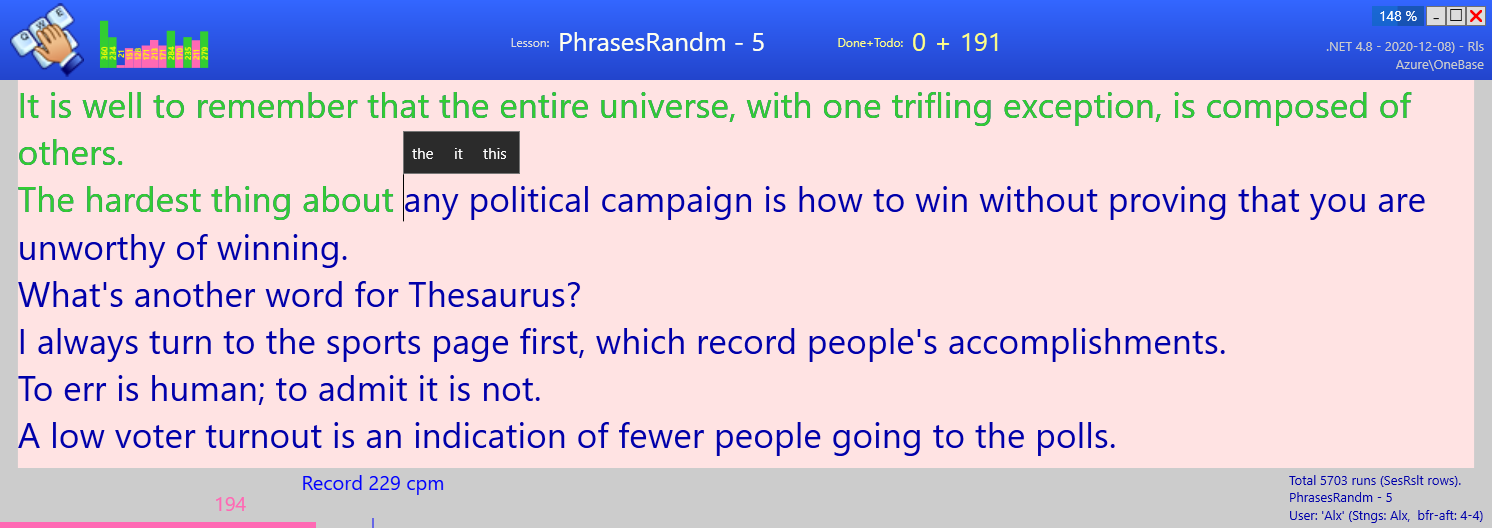 148 %
Lesson: PhrasesRandm - 5 Done+Todo: 0 + 191
.NET 4.8 - 2020-12-08) - Rls
Azure\OneBase
It is well to remember that the entire universe, with one trifling exception, is composed of
others.
the it this
The hardest thing about any political campaign is how to win without proving that you are
unworthy of winning.
What's another word for Thesaurus?
I always turn to the sports page first, which record people's accomplishments.
To err is human; to admit it is not.
A low voter turnout is an indication of fewer people going to the polls.
Record 229 cpm
194
Total 5703 runs (SesRslt rows).
PhrasesRandm - 5
User: 'Alx' (Stngs: Alx, bfr-aft: 4-4)